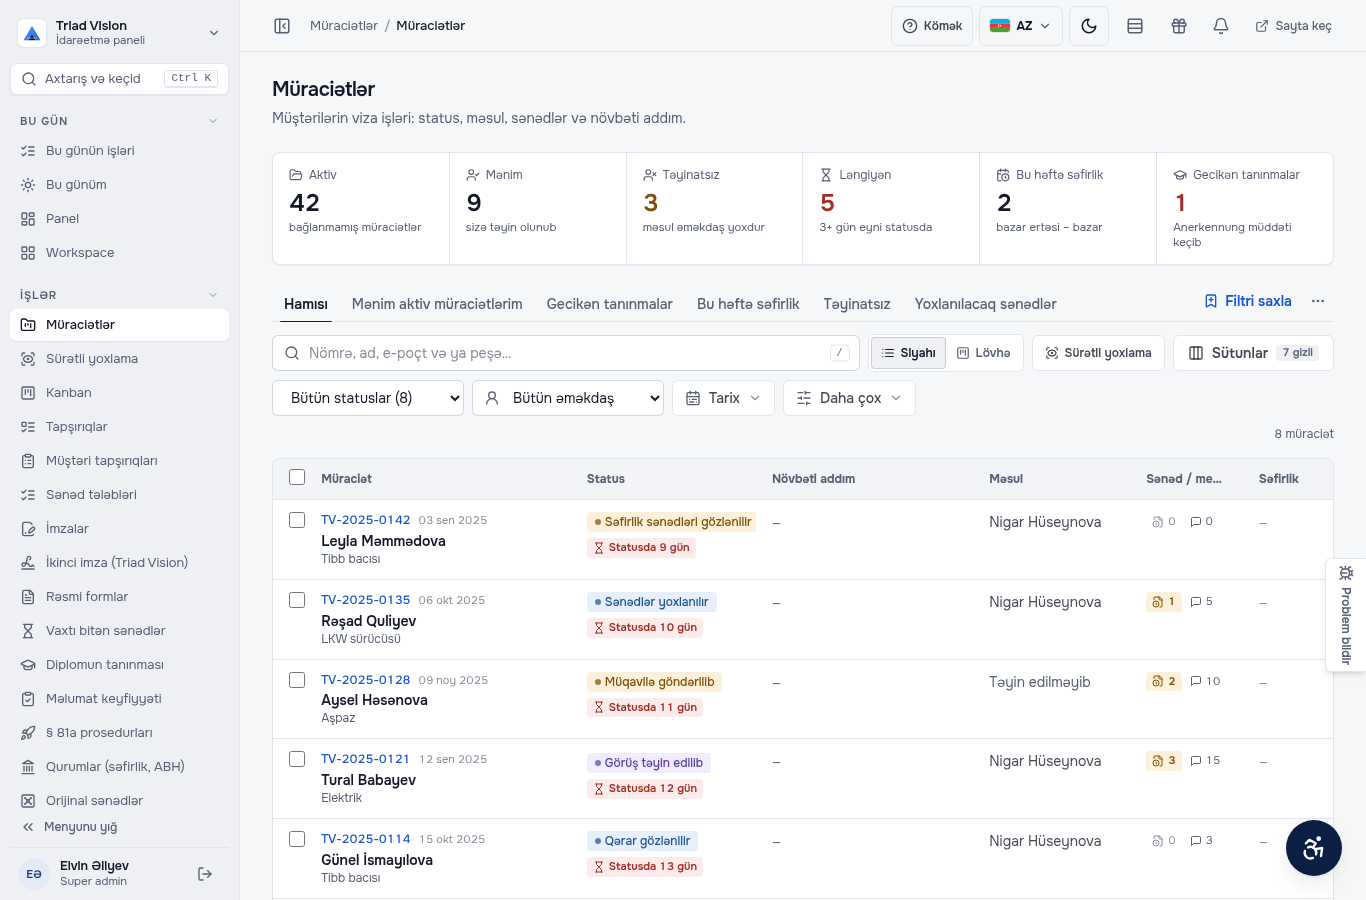 Triad Vision
İdarəetmə paneli
Axtarış və keçid Ctrl K
BU GÜN
Bu günün işləri
Bu günüm
Panel
Workspace
İŞLƏR
Müraciətlər
Sürətli yoxlama
Kanban
Tapşırıqlar
Müştəri tapşırıqları
Sənəd tələbləri
İmzalar
İkinci imza (Triad Vision)
Rəsmi formlar
Vaxtı bitən sənədlər
Diplomun tanınması
Məlumat keyfiyyəti
§ 81a prosedurları
Qurumlar (səfirlik, ABH)
Orijinal sənədlər
Menyunu yığ
EƏ
Elvin Əliyev
Super admin
Müraciətlər / Müraciətlər
Kömək
AZ
Sayta keç
Müraciətlər
Müştərilərin viza işləri: status, məsul, sənədlər və növbəti addım.
Aktiv
42
bağlanmamış müraciətlər
Mənim
9
sizə təyin olunub
Təyinatsız
3
məsul əməkdaş yoxdur
Ləngiyən
5
3+ gün eyni statusda
Bu həftə səfirlik
2
bazar ertəsi – bazar
Gecikən tanınmalar
1
Anerkennung müddəti
keçib
Hamısı Mənim aktiv müraciətlərim Gecikən tanınmalar Bu həftə səfirlik Təyinatsız Yoxlanılacaq sənədlər
Filtri saxla
Nömrə, ad, e-poçt və ya peşə... /
Siyahı Lövhə
Sürətli yoxlama
Sütunlar 7 gizli
Bütün statuslar (8)
Bütün əməkdaş
Tarix
Daha çox
8 müraciət
Müraciət Status Növbəti addım Məsul Sənəd / me... Səfirlik
TV-2025-0142 03 sen 2025
Leyla Məmmədova
Tibb bacısı
Səfirlik sənədləri gözlənilir
Statusda 9 gün
–
Nigar Hüseynova
0 0
–
TV-2025-0135 06 okt 2025
Rəşad Quliyev
LKW sürücüsü
Sənədlər yoxlanılır
Statusda 10 gün
–
Nigar Hüseynova
1 5
–
TV-2025-0128 09 noy 2025
Aysel Həsənova
Aşpaz
Müqavilə göndərilib
Statusda 11 gün
–
Təyin edilməyib
2 10
–
TV-2025-0121 12 sen 2025
Tural Babayev
Elektrik
Görüş təyin edilib
Statusda 12 gün
–
Nigar Hüseynova
3 15
–
TV-2025-0114 15 okt 2025
Günel İsmayılova
Tibb bacısı
Qərar gözlənilir
Statusda 13 gün
–
Nigar Hüseynova
0 3
–
Problem bildir